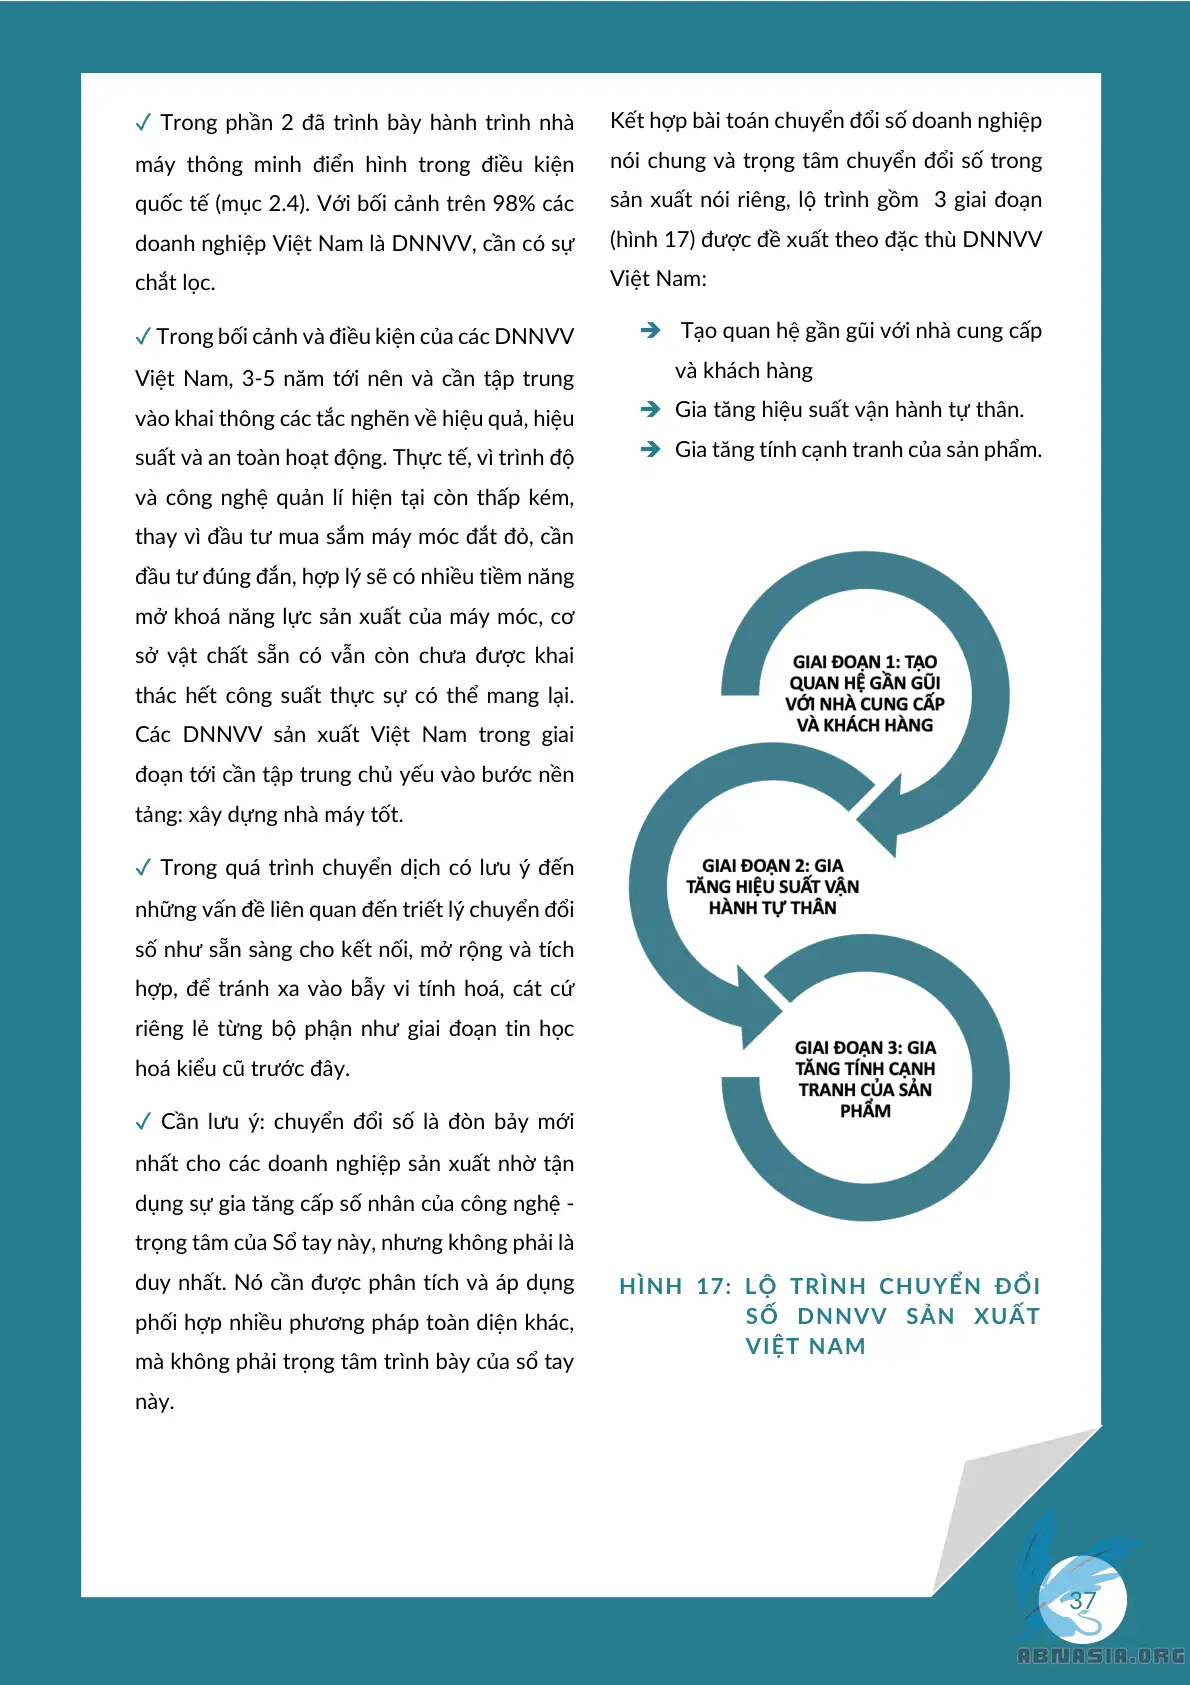 ✓ Trong phần 2 đã trình bày hành trình nhà
máy thông minh điển hình trong điều kiện
quốc tế (mục 2.4). Với bối cảnh trên 98% các
doanh nghiệp Việt Nam là DNNVV, cần có sự
chắt lọc.
✓ Trong bối cảnh và điều kiện của các DNNVV
Việt Nam, 3-5 năm tới nên và cần tập trung
vào khai thông các tắc nghẽn về hiệu quả, hiệu
suất và an toàn hoạt động. Thực tế, vì trình độ
và công nghệ quản lí hiện tại còn thấp kém,
thay vì đầu tư mua sắm máy móc đắt đỏ, cần
đầu tư đúng đắn, hợp lý sẽ có nhiều tiềm năng
mở khoá năng lực sản xuất của máy móc, cơ
sở vật chất sẵn có vẫn còn chưa được khai
thác hết công suất thực sự có thể mang lại.
Các DNNVV sản xuất Việt Nam trong giai
đoạn tới cần tập trung chủ yếu vào bước nền
tảng: xây dựng nhà máy tốt.
✓ Trong quá trình chuyển dịch có lưu ý đến
những vấn đề liên quan đến triết lý chuyển đổi
số như sẵn sàng cho kết nối, mở rộng và tích
hợp, để tránh xa vào bẫy vi tính hoá, cát cứ
riêng lẻ từng bộ phận như giai đoạn tin học
hoá kiểu cũ trước đây.
✓ Cần lưu ý: chuyển đổi số là đòn bảy mới
nhất cho các doanh nghiệp sản xuất nhờ tận
dụng sự gia tăng cấp số nhân của công nghệ -
trọng tâm của Sổ tay này, nhưng không phải là
duy nhất. Nó cần được phân tích và áp dụng
phối hợp nhiều phương pháp toàn diện khác,
mà không phải trọng tâm trình bày của sổ tay
này.
Kết hợp bài toán chuyển đổi số doanh nghiệp
nói chung và trọng tâm chuyển đổi số trong
sản xuất nói riêng, lộ trình gồm 3 giai đoạn
(hình 17) được đề xuất theo đặc thù DNNVV
Việt Nam:
➔ Tạo quan hệ gần gũi với nhà cung cấp
và khách hàng
➔ Gia tăng hiệu suất vận hành tự thân.
➔ Gia tăng tính cạnh tranh của sản phẩm.
GIAI ĐOẠN 1: TẠO
QUAN HỆ GẦN GŨI
VỚI NHÀ CUNG CẤP
VÀ KHÁCH HÀNG
GIAI ĐOẠN 2: GIA
TĂNG HIỆU SUẤT VẬN
HÀNH TỰ THÂN
GIAI ĐOẠN 3: GIA
TĂNG TÍNH CẠNH
TRANH CỦA SẢN
PHẨM
HÌNH 17: LỘ TRÌNH CHUYỂN ĐỔI
SỐ DNNVV SẢN XUẤT
VIỆT NAM
37
ABNASIA.ORG